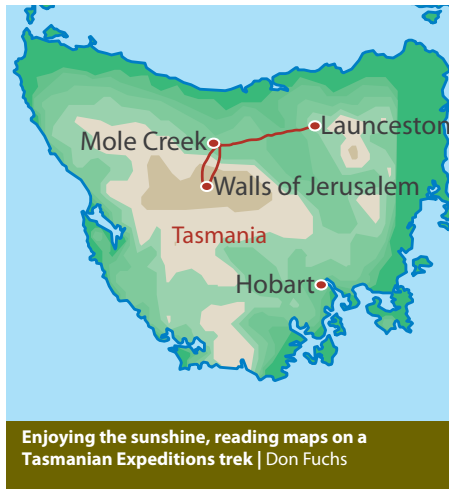 Launceston
Mole Creek
Walls of Jerusalem
Tasmania
Hobart
Enjoying the sunshine, reading maps on a
Tasmanian Expeditions trek | Don Fuchs